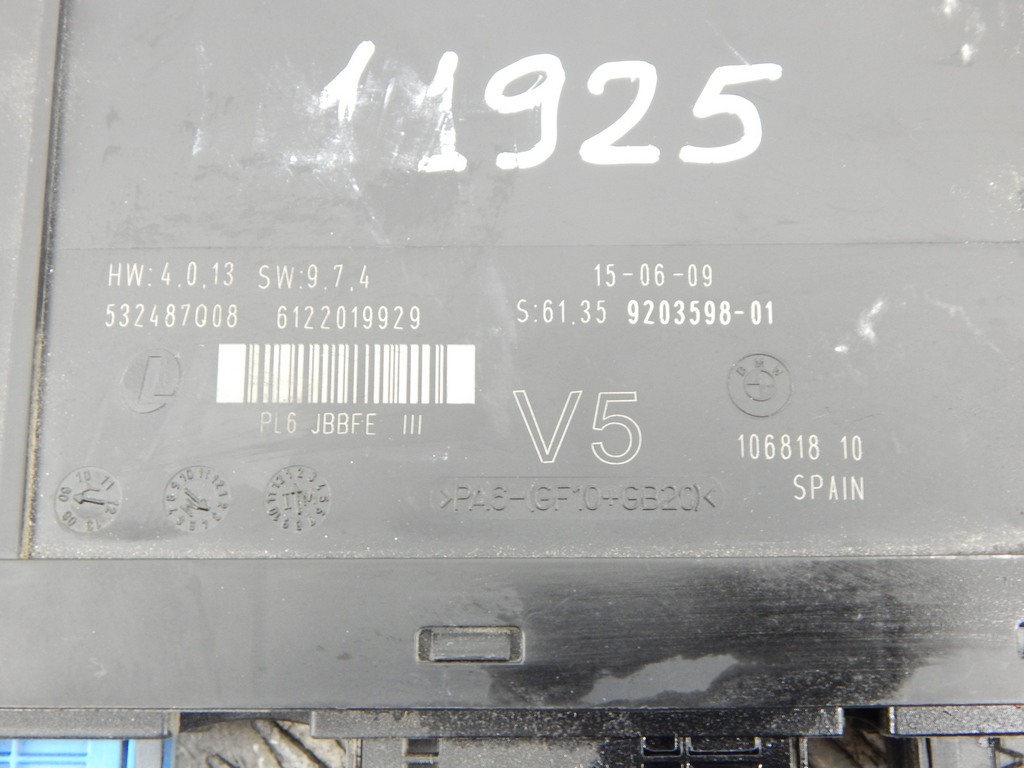 11925
HW:4.0.13 SW:9.7.4
15-06-09
532487Q08 6122019929
S:61.35 9203598-01
PL6 JBBFE III
V5
BMW
106818 10
SPAIN
>PA6-(GF10+GB20)<